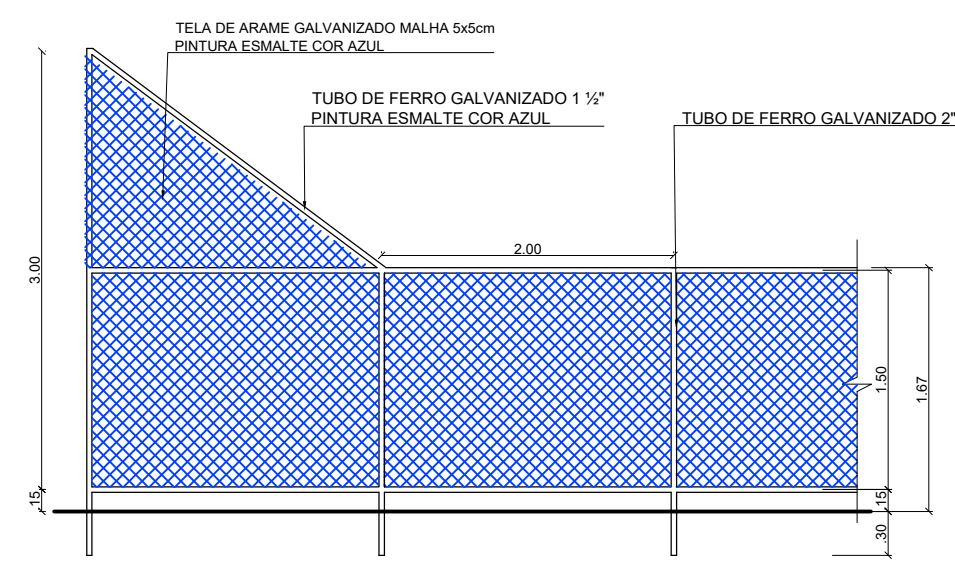 TELA DE ARAME GALVANIZADO MALHA 5x5cm
PINTURA ESMALTE COR AZUL
TUBO DE FERRO GALVANIZADO 1 ½"
PINTURA ESMALTE COR AZUL
TUBO DE FERRO GALVANIZADO 2"
2.00
3.00
1.50
1.67
.15
.15
.30